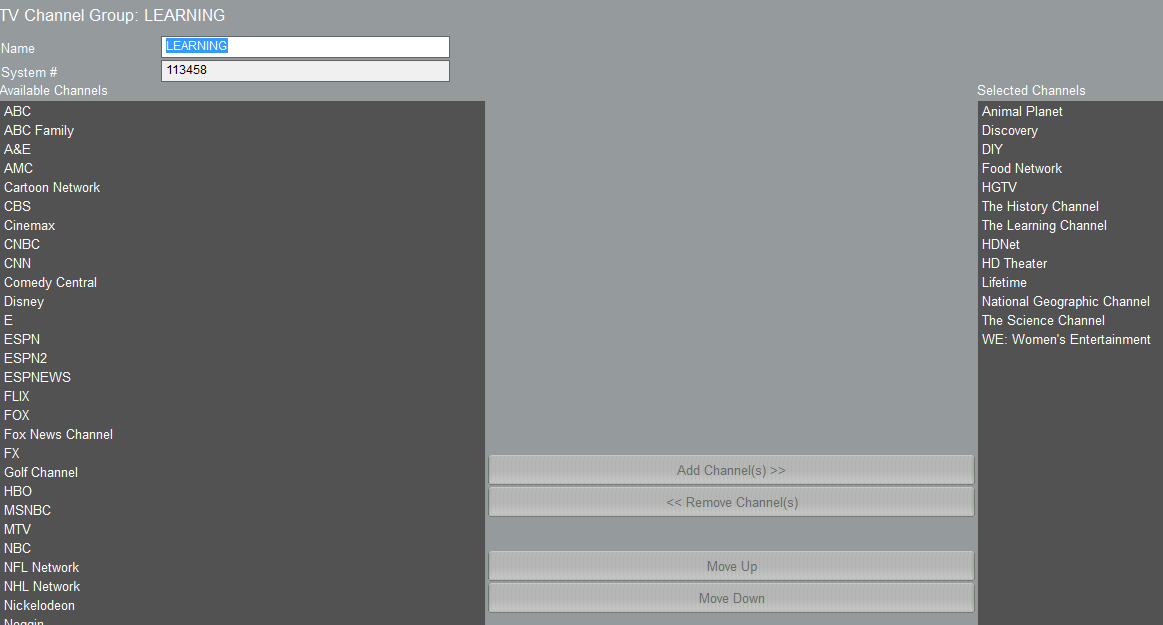 TV Channel Group: LEARNING
Name
LEARNING
System #
113458
Available Channels
ABC
ABC Family
A&E
AMC
Cartoon Network
CBS
Cinemax
CNBC
CNN
Comedy Central
Disney
E
ESPN
ESPN2
ESPNEWS
FLIX
FOX
Fox News Channel
FX
Golf Channel
HBO
MSNBC
MTV
NBC
NFL Network
NHL Network
Nickelodeon
Noggin
Add Channel(s) >>
<< Remove Channel(s)
Move Up
Move Down
Selected Channels
Animal Planet
Discovery
DIY
Food Network
HGTV
The History Channel
The Learning Channel
HDNet
HD Theater
Lifetime
National Geographic Channel
The Science Channel
WE: Women's Entertainment